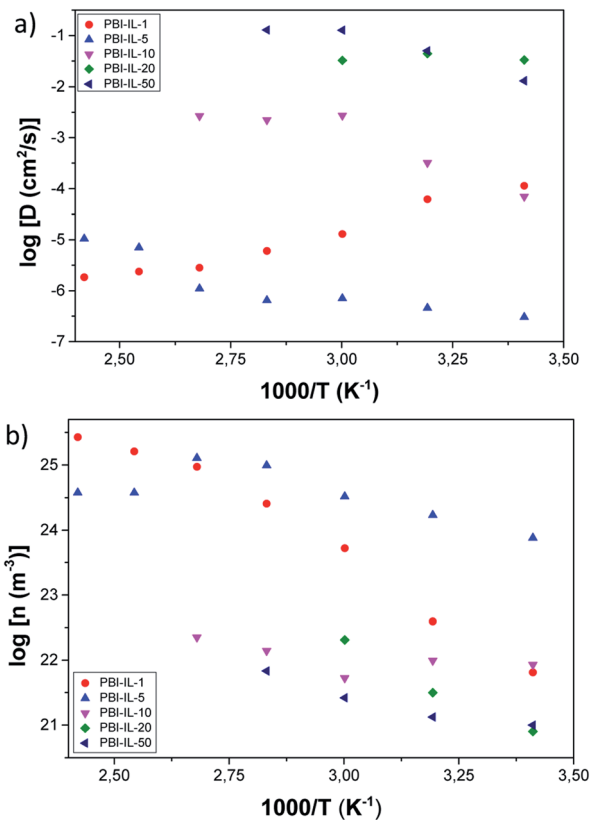 a)
PBI-IL-1
PBI-IL-5
PBI-IL-10
PBI-IL-20
PBI-IL-50
log [D (cm²/s)]
-1
-2
-3
-4
-5
-6
-7
2,50 2,75 3,00 3,25 3,50
1000/T (K⁻¹)
b)
log [n (m⁻³)]
25
24
23
22
21
PBI-IL-1
PBI-IL-5
PBI-IL-10
PBI-IL-20
PBI-IL-50
2,50 2,75 3,00 3,25 3,50
1000/T (K⁻¹)